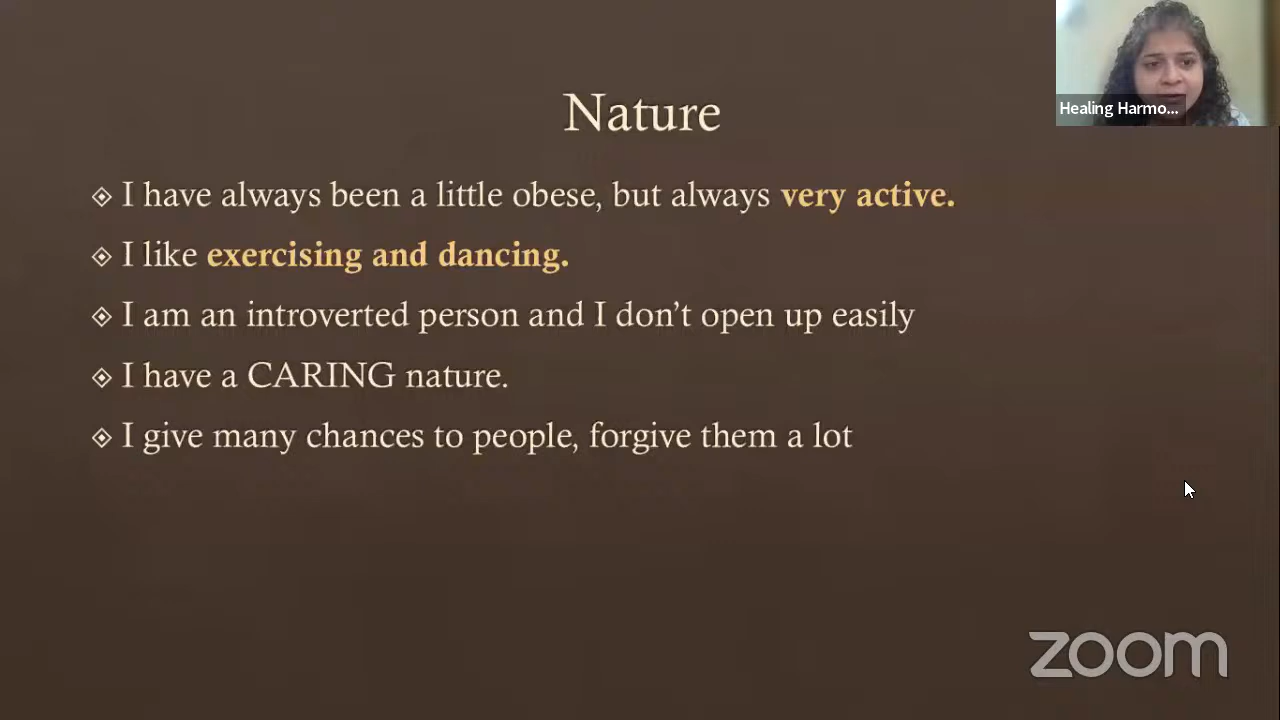 Nature
Healing Harmo...
I have always been a little obese, but always very active.
I like exercising and dancing.
I am an introverted person and I don't open up easily
I have a CARING nature.
I give many chances to people, forgive them a lot
zoom